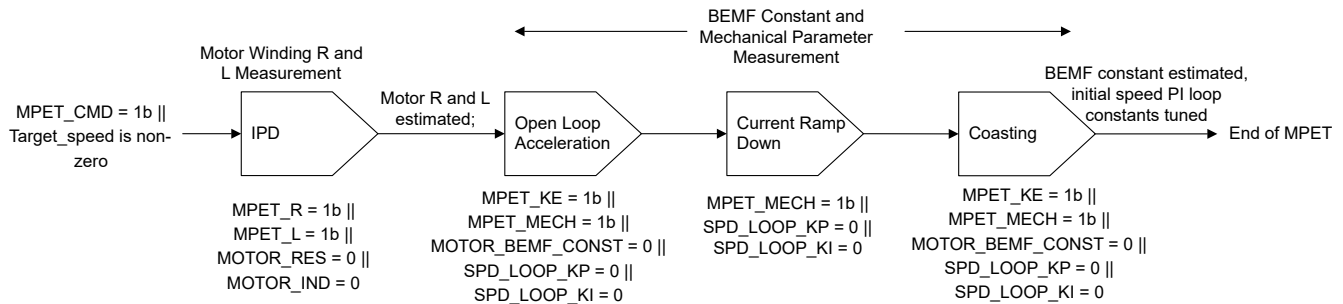 BEMF Constant and
Mechanical Parameter
Measurement
Motor Winding R and
L Measurement
MPET_CMD = 1b ||
Target_speed is non-
zero
IPD
Motor R and L
estimated;
Open Loop
Acceleration
Current Ramp
Down
Coasting
BEMF constant estimated,
initial speed PI loop
constants tuned
End of MPET
MPET_R = 1b ||
MPET_L = 1b ||
MOTOR_RES = 0 ||
MOTOR_IND = 0
MPET_KE = 1b ||
MPET_MECH = 1b ||
MOTOR_BEMF_CONST = 0 ||
SPD_LOOP_KP = 0 ||
SPD_LOOP_KI = 0
MPET_MECH = 1b ||
SPD_LOOP_KP = 0 ||
SPD_LOOP_KI = 0
MPET_KE = 1b ||
MPET_MECH = 1b ||
MOTOR_BEMF_CONST = 0 ||
SPD_LOOP_KP = 0 ||
SPD_LOOP_KI = 0